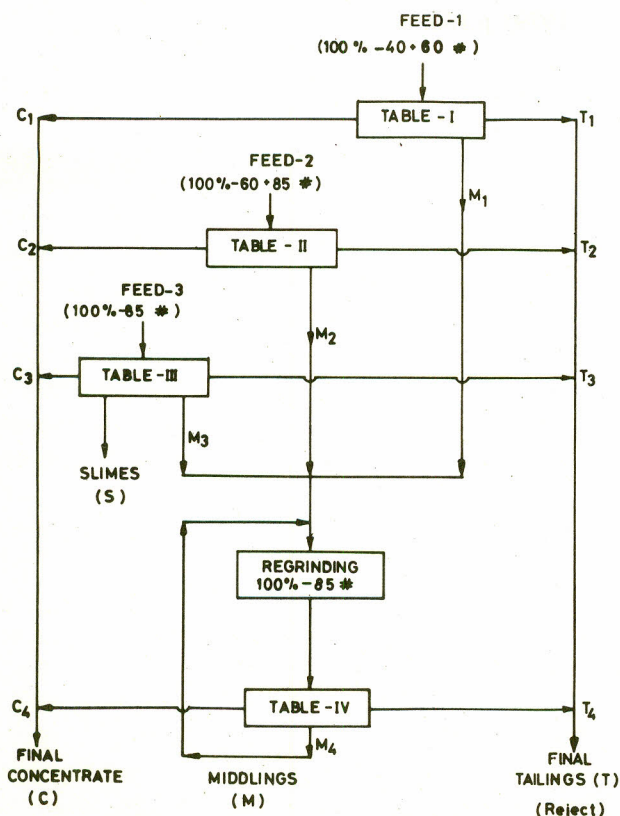 FEED-1
(100 % -40+60 #)
C1
TABLE - I
T1
M1
FEED-2
(100%-60+85 #)
C2
TABLE - II
T2
FEED-3
(100%-85 #)
M2
C3
TABLE -III
T3
M3
SLIMES
(S)
REGRINDING
100%-85 #
C4
TABLE -IV
T4
M4
FINAL
CONCENTRATE
(C)
MIDDLINGS
(M)
FINAL
TAILINGS (T)
(Reject)